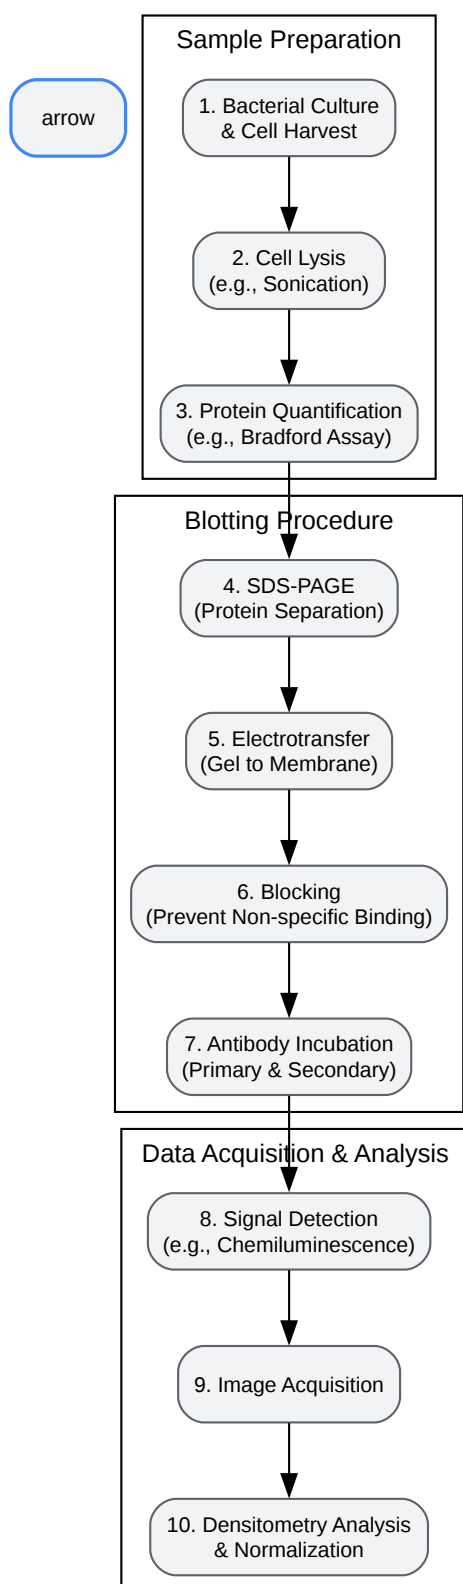 Sample Preparation
arrow
1. Bacterial Culture
& Cell Harvest
2. Cell Lysis
(e.g., Sonication)
3. Protein Quantification
(e.g., Bradford Assay)
Blotting Procedure
4. SDS-PAGE
(Protein Separation)
5. Electrotransfer
(Gel to Membrane)
6. Blocking
(Prevent Non-specific Binding)
7. Antibody Incubation
(Primary & Secondary)
Data Acquisition & Analysis
8. Signal Detection
(e.g., Chemiluminescence)
9. Image Acquisition
10. Densitometry Analysis
& Normalization